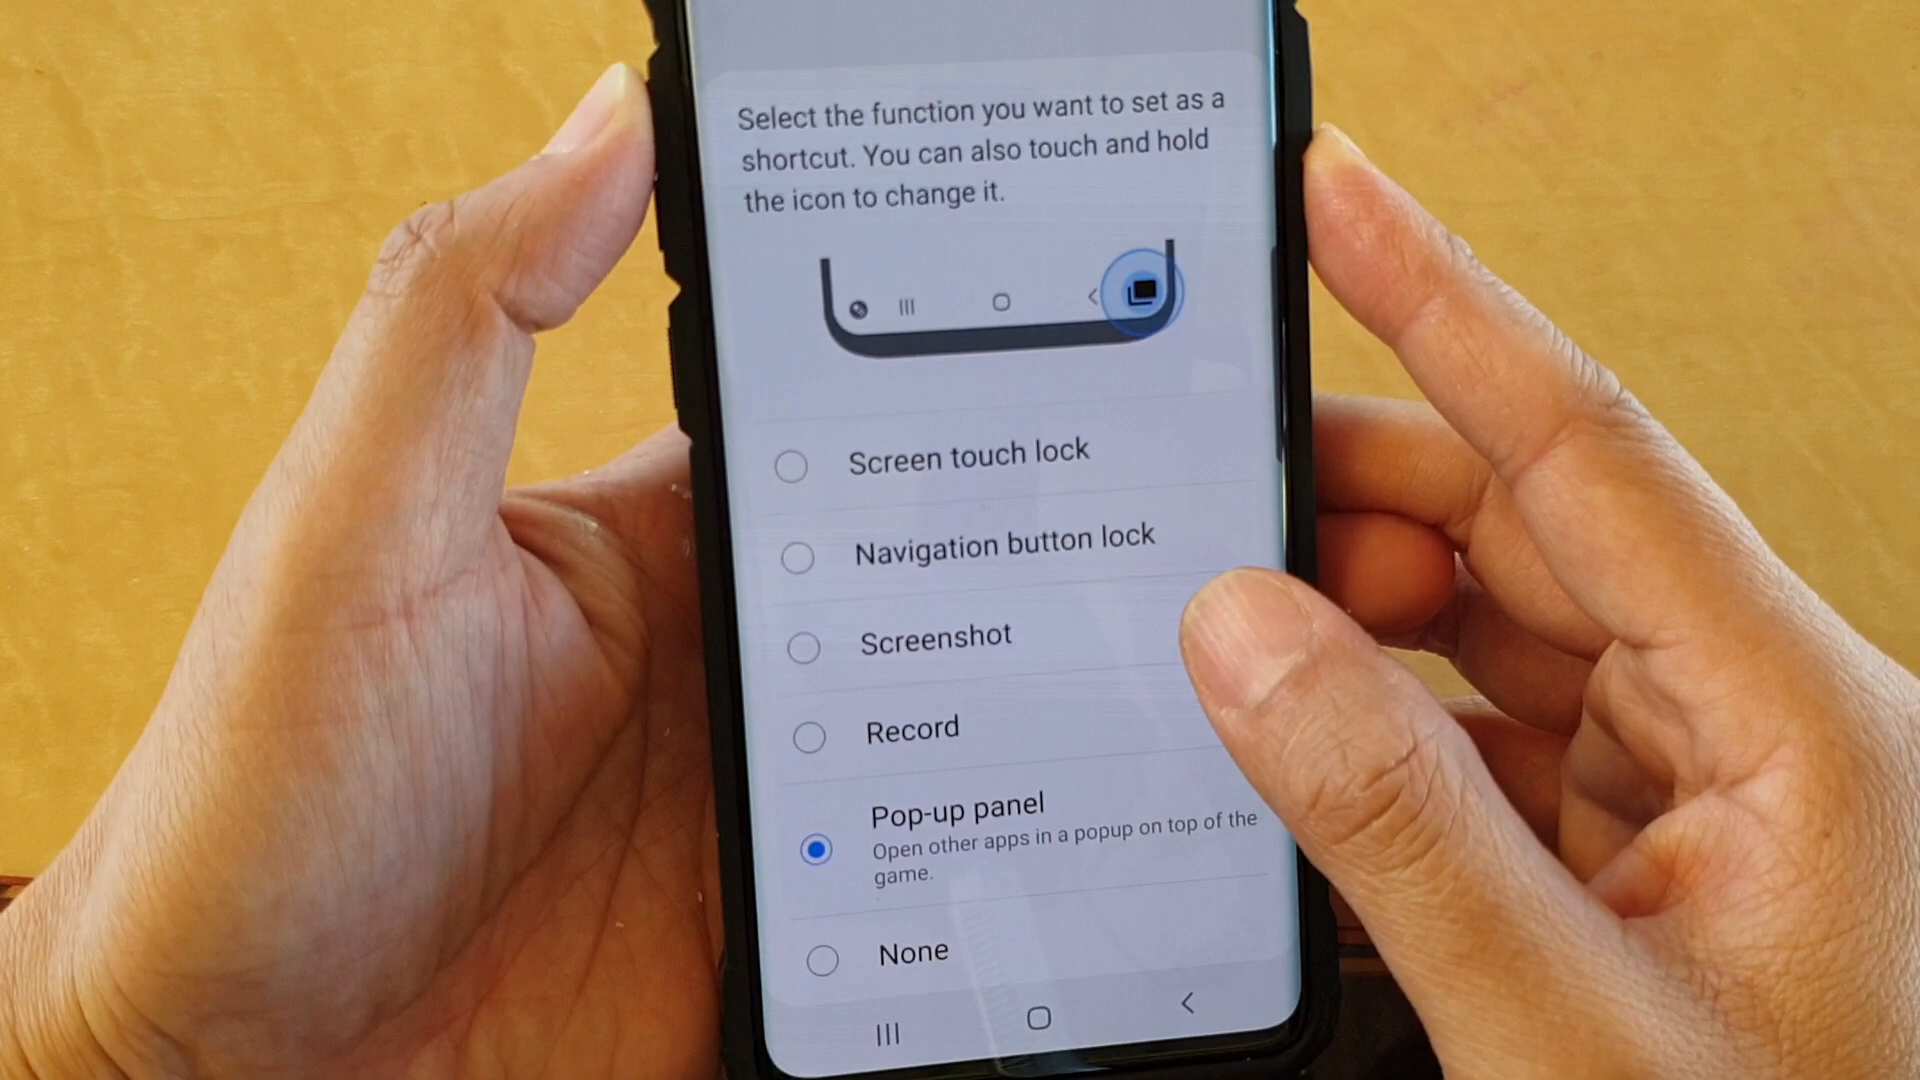 Select the function you want to set as a
shortcut. You can also touch and hold
the icon to change it.
Screen touch lock
Navigation button lock
Screenshot
Record
Pop-up panel
Open other apps in a popup on top of the
game.
None